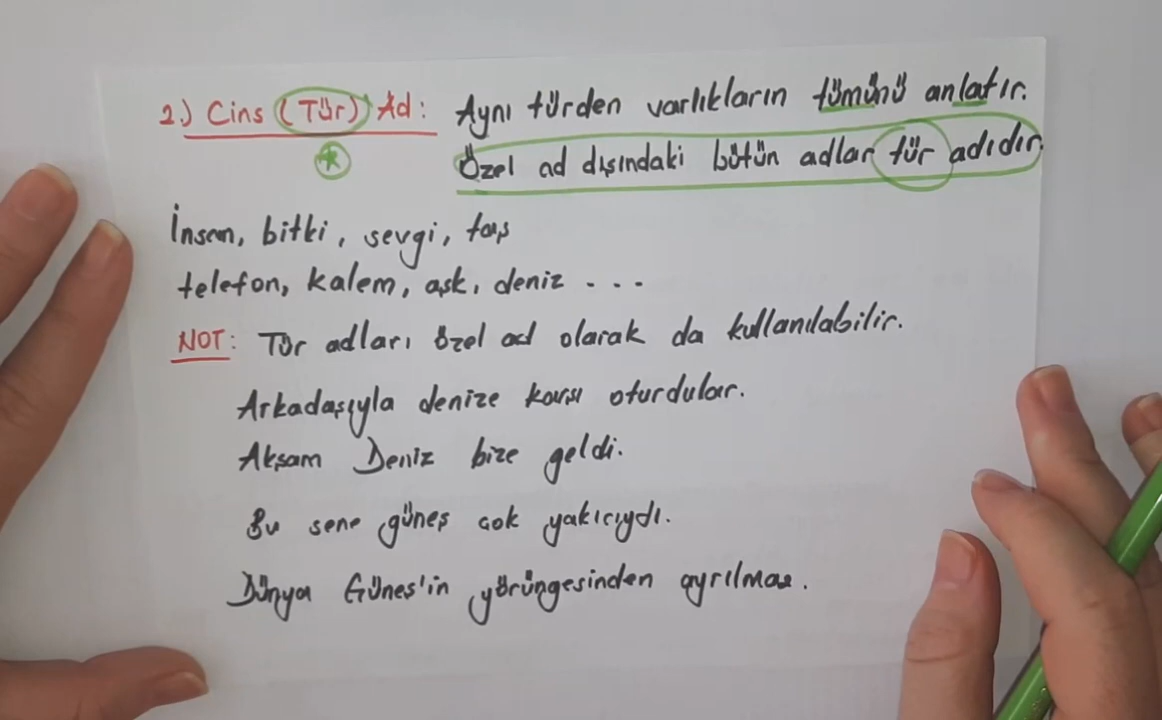 2.) Cins (Tür) Ad: Aynı türden varlıkların tümünü anlatır.
Özel ad dışındaki bütün adlar tür adıdır.
İnsan, bitki, sevgi, taş
telefon, kalem, aşk, deniz ...
NOT: Tür adları özel ad olarak da kullanılabilir.
Arkadaşıyla denize karşı oturdular.
Akşam Deniz bize geldi.
Bu sene güneş çok yakıcıydı.
Dünya Güneş'in yörüngesinden ayrılmaz.